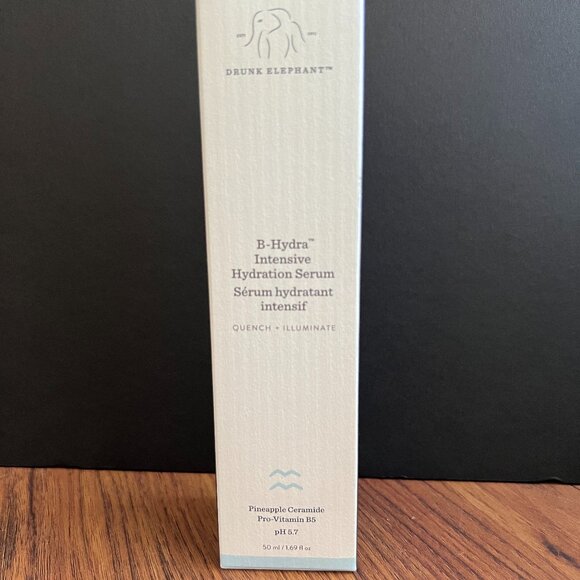 DRUNK ELEPHANT™
B-Hydra™
Intensive
Hydration Serum
Sérum hydratant
intensif
QUENCH + ILLUMINATE
Pineapple Ceramide
Pro-Vitamin B5
pH 5.7
50 ml / 1.69 fl oz